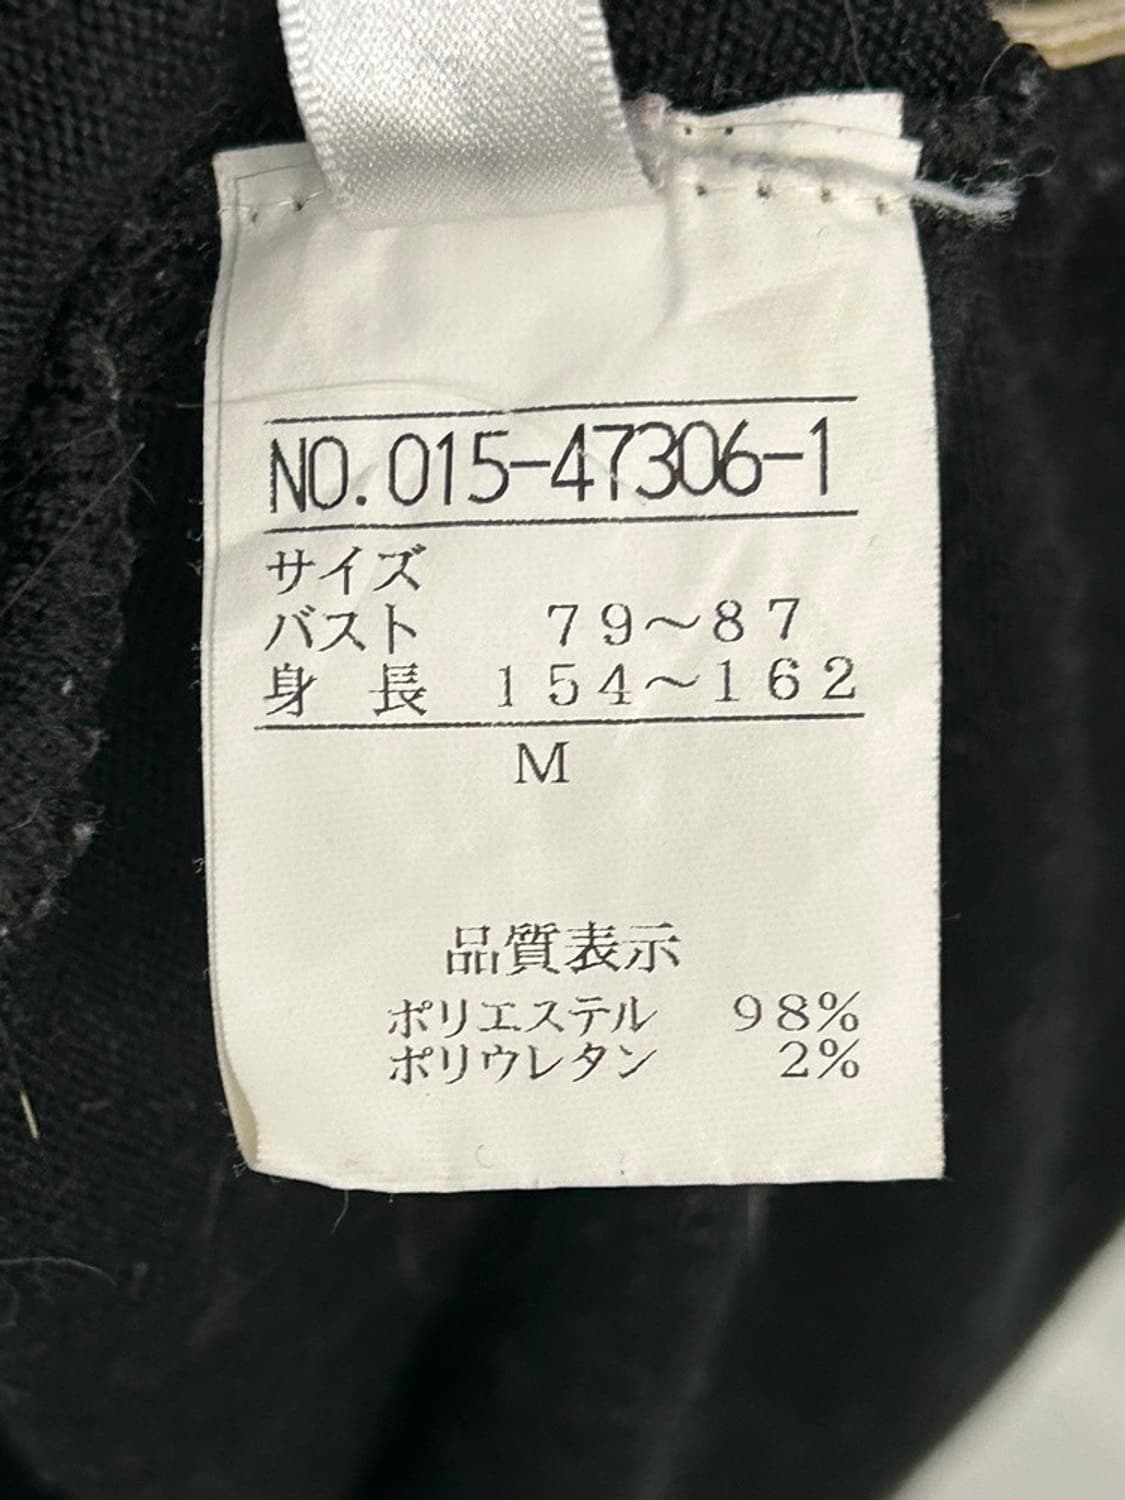 NO.015-47306-1
サイズ
バスト 79～87
身長 154～162
M
品質表示
ポリエステル 98%
ポリウレタン 2%